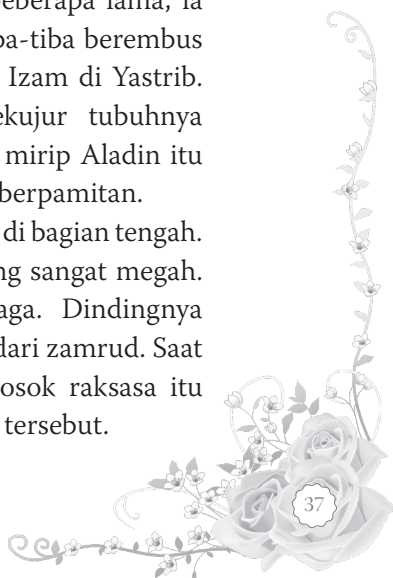 beberapa lama, ia
ba-tiba berembus
Izam di Yastrib.
ekujur tubuhnya
mirip Aladin itu
berpamitan.
di bagian tengah.
ng sangat megah.
aga. Dindingnya
dari zamrud. Saat
osok raksasa itu
tersebut.
37